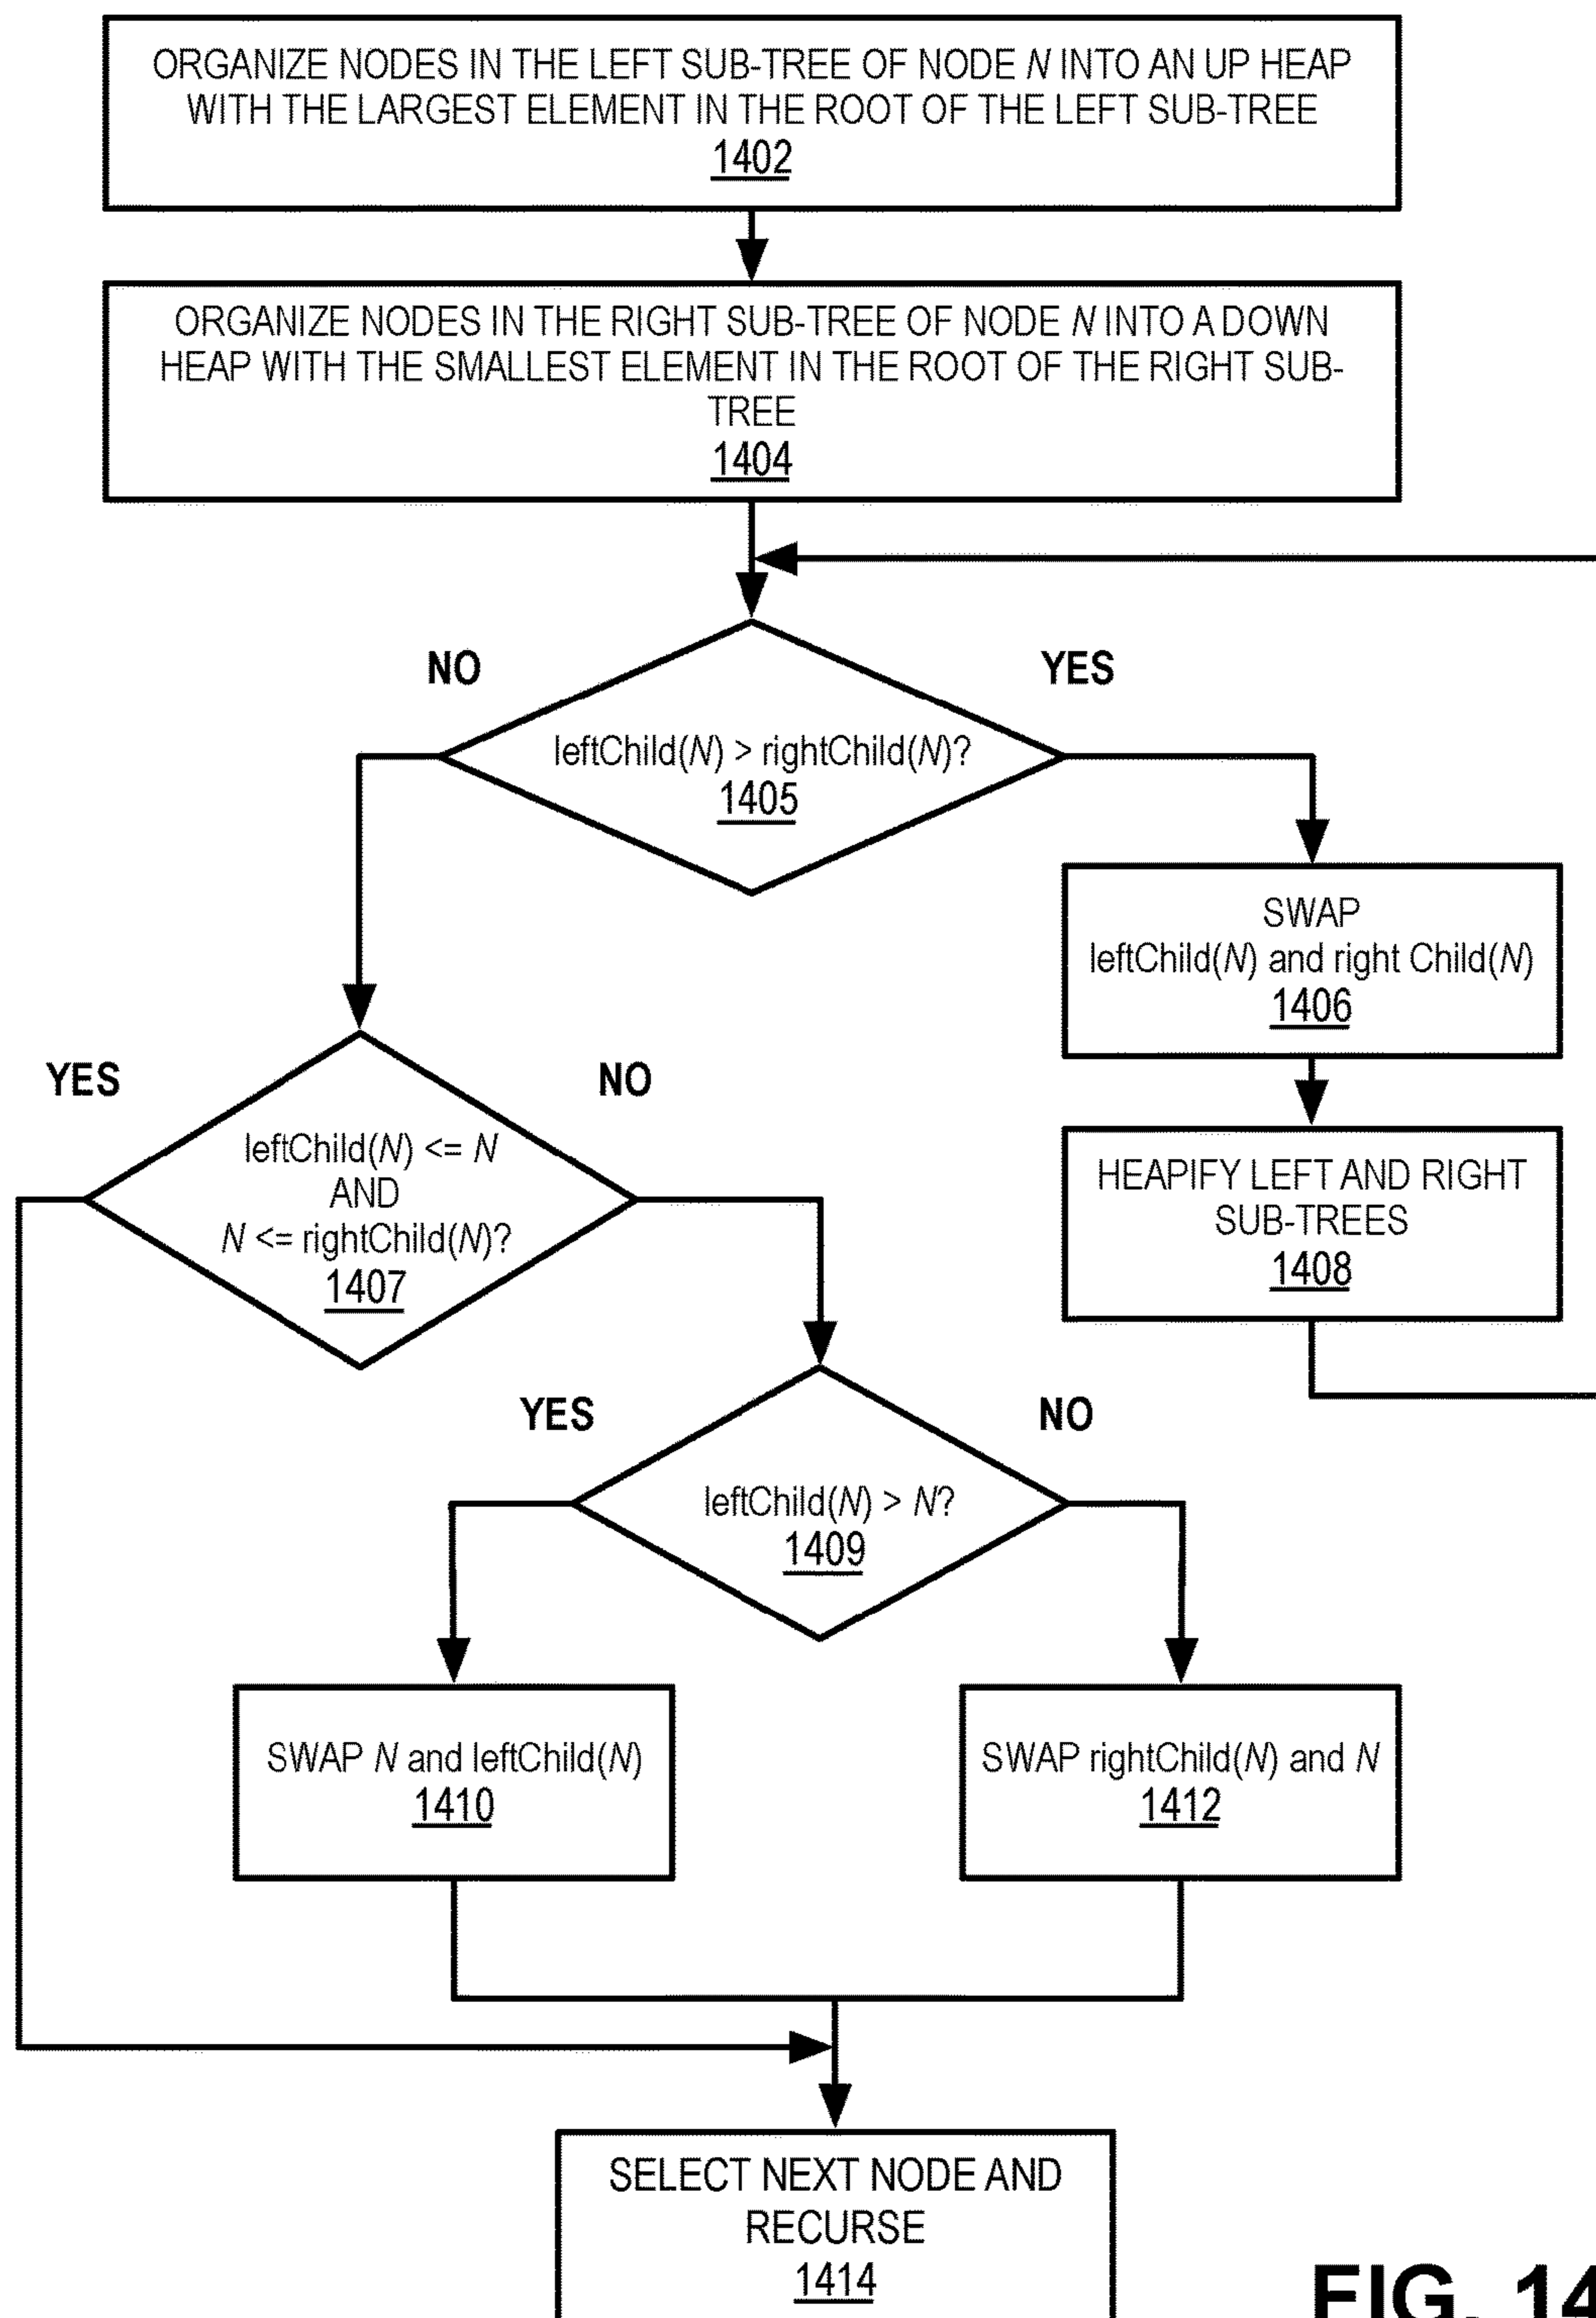 ORGANIZE NODES IN THE LEFT SUB-TREE OF NODE N INTO AN UP HEAP
WITH THE LARGEST ELEMENT IN THE ROOT OF THE LEFT SUB-TREE
1402
ORGANIZE NODES IN THE RIGHT SUB-TREE OF NODE N INTO A DOWN
HEAP WITH THE SMALLEST ELEMENT IN THE ROOT OF THE RIGHT SUB-
TREE
1404
NO
YES
leftChild(N) > rightChild(N)?
1405
SWAP
leftChild(N) and right Child(N)
1406
YES
NO
leftChild(N) <= N
AND
N <= rightChild(N)?
1407
HEAPIFY LEFT AND RIGHT
SUB-TREES
1408
YES
NO
leftChild(N) > N?
1409
SWAP N and leftChild(N)
1410
SWAP rightChild(N) and N
1412
SELECT NEXT NODE AND
RECURSE
1414
FIG. 14